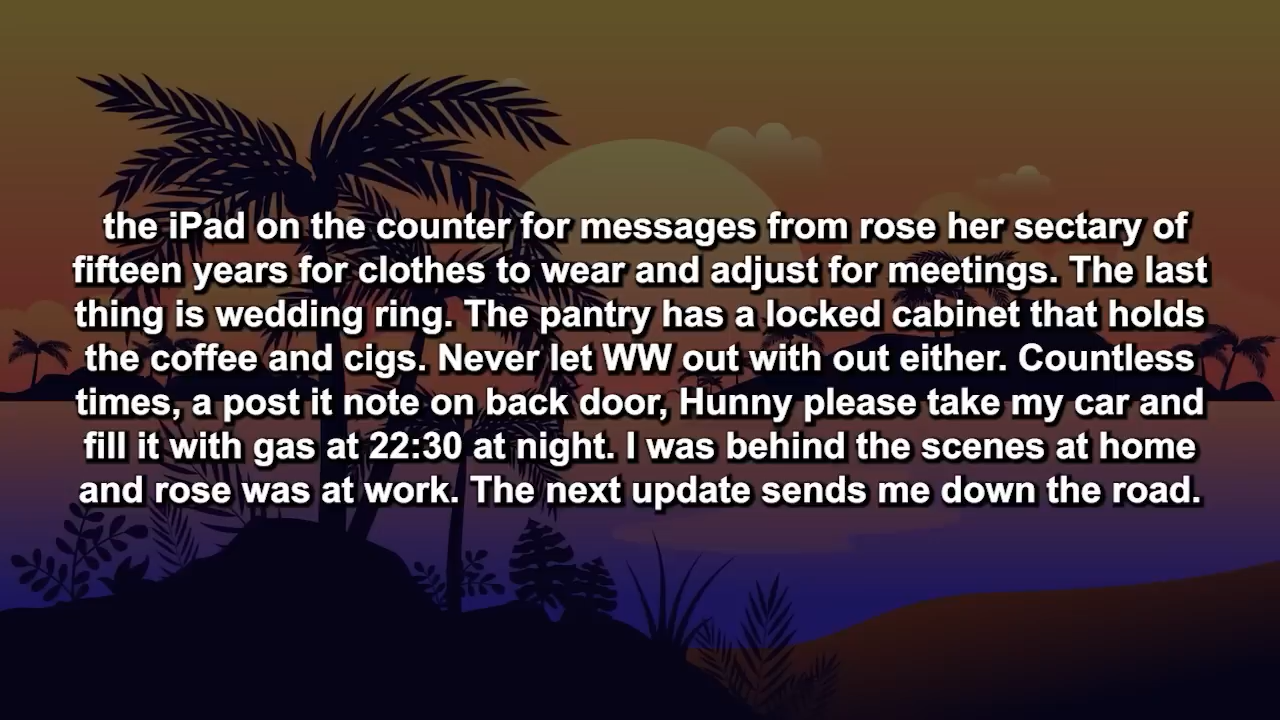 the iPad on the counter for messages from rose her sectary of
fifteen years for clothes to wear and adjust for meetings. The last
thing is wedding ring. The pantry has a locked cabinet that holds
the coffee and cigs. Never let WW out with out either. Countless
times, a post it note on back door, Hunny please take my car and
fill it with gas at 22:30 at night. I was behind the scenes at home
and rose was at work. The next update sends me down the road.